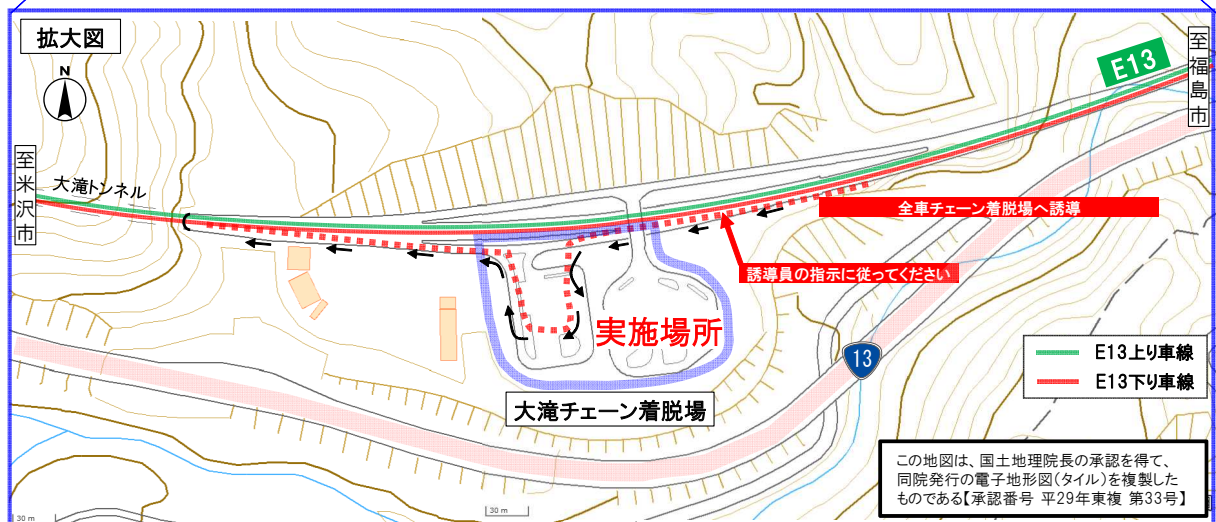 拡大図
N
E13
至福島市
至米沢市
大滝トンネル
全車チェーン着脱場へ誘導
誘導員の指示に従ってください
実施場所
13
E13上り車線
E13下り車線
大滝チェーン着脱場
この地図は、国土地理院長の承認を得て、
同院発行の電子地形図(タイル)を複製した
ものである【承認番号 平29年東複 第33号】
30 m
30 m